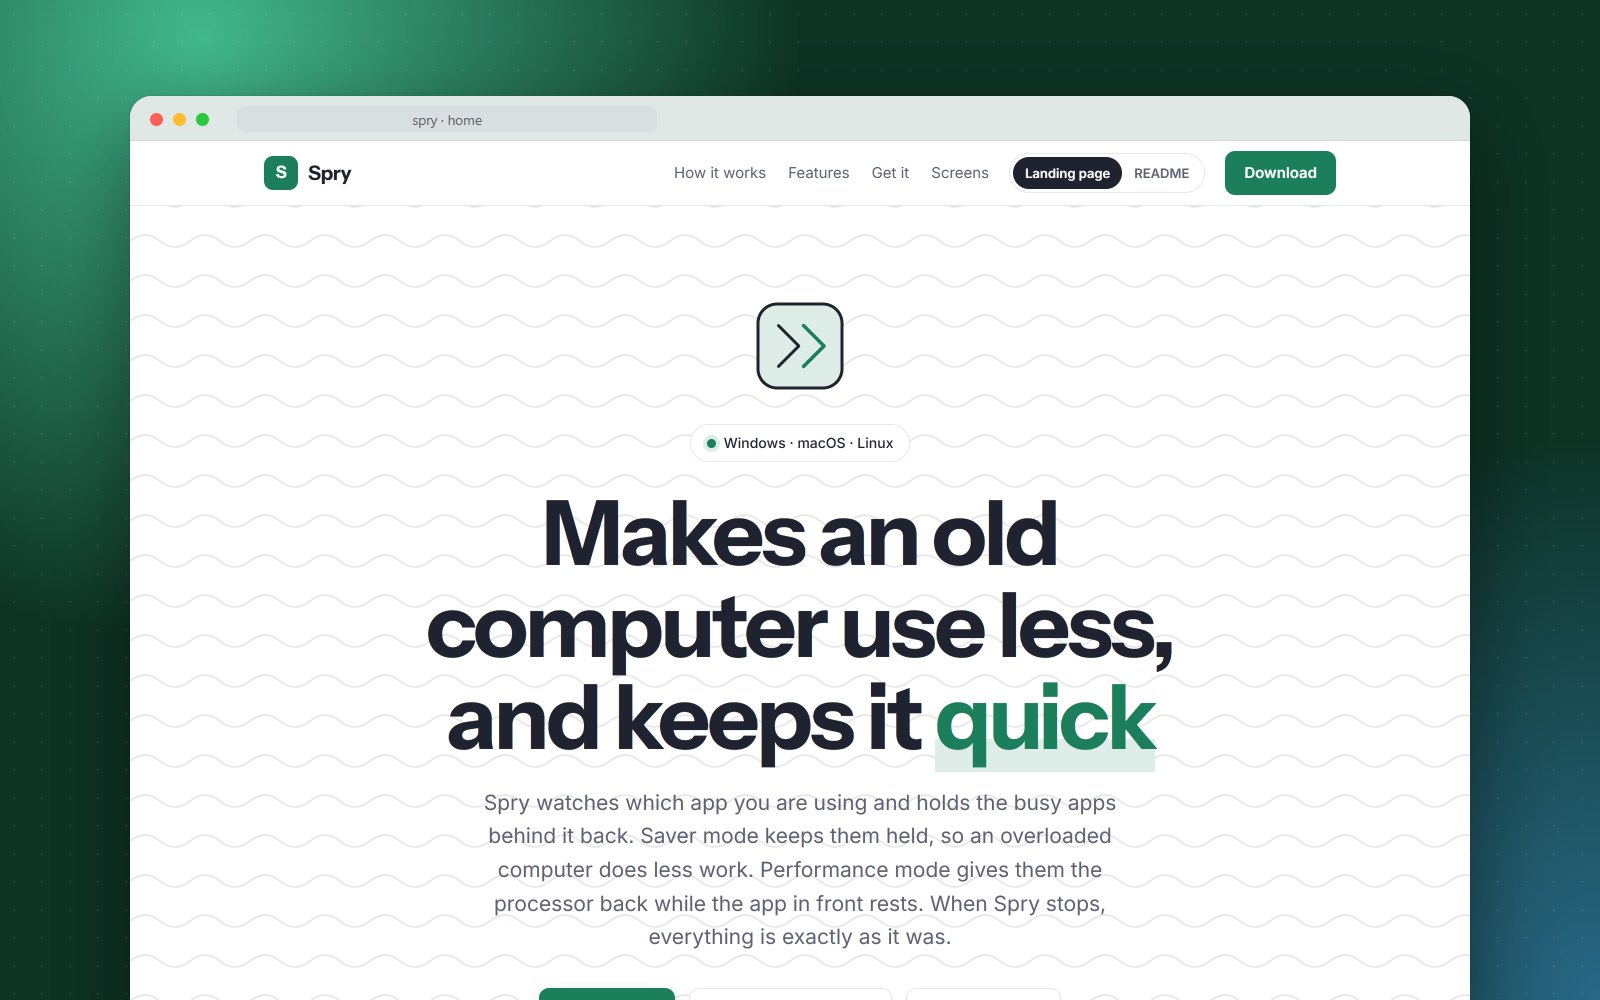 spry · home
S Spry
How it works Features Get it Screens Landing page README Download
Windows · macOS · Linux
Makes an old
computer use less,
and keeps it quick
Spry watches which app you are using and holds the busy apps
behind it back. Saver mode keeps them held, so an overloaded
computer does less work. Performance mode gives them the
processor back while the app in front rests. When Spry stops,
everything is exactly as it was.